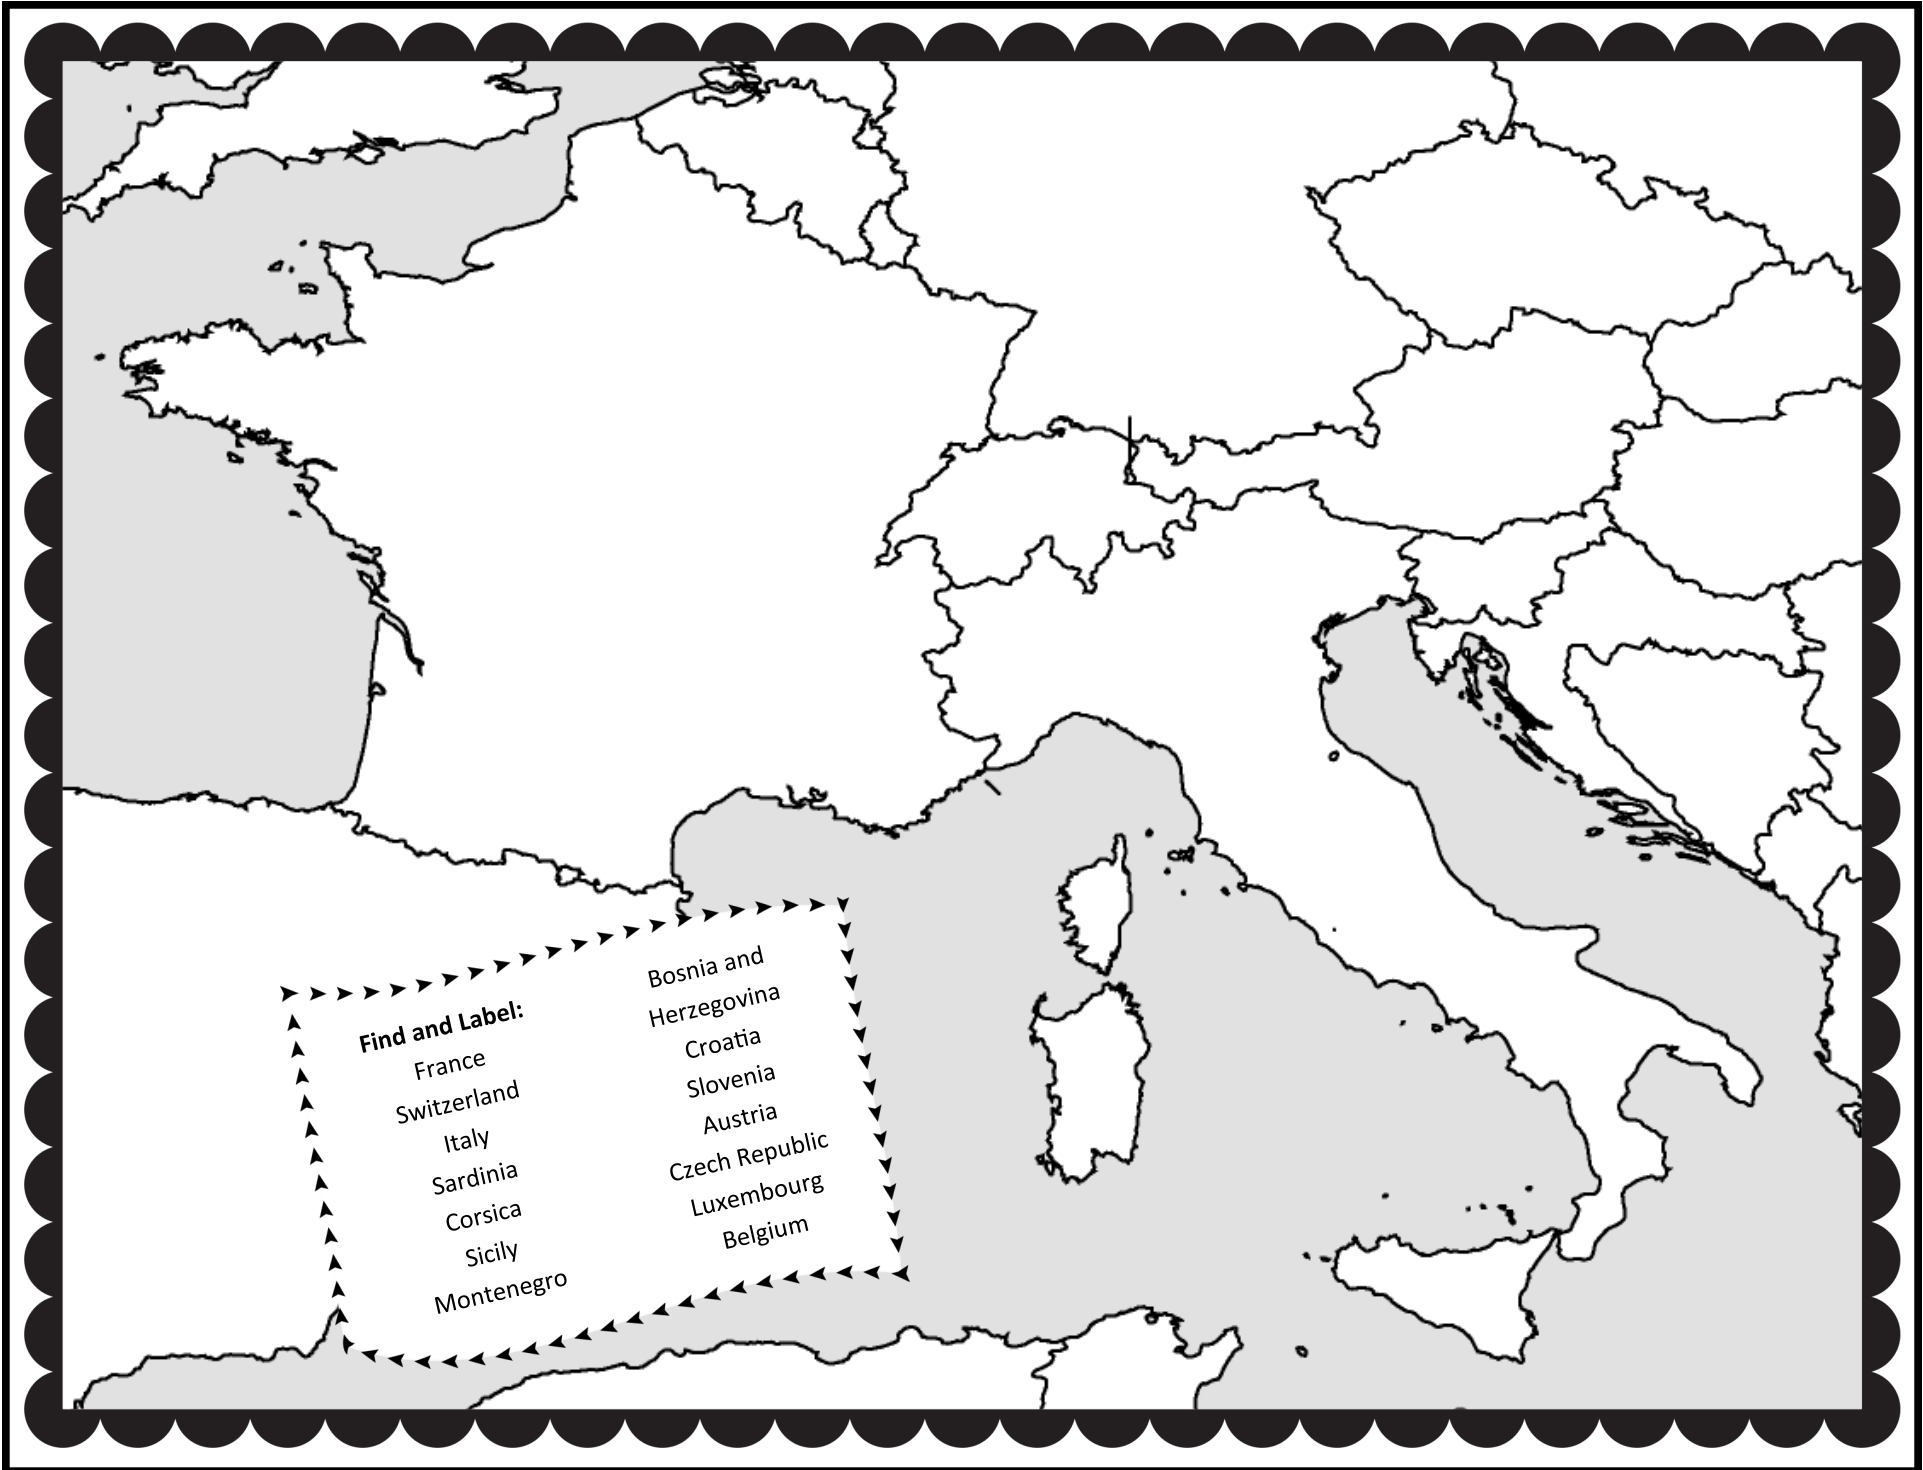 Find and Label:
France
Switzerland
Italy
Sardinia
Corsica
Sicily
Montenegro
Bosnia and
Herzegovina
Croatia
Slovenia
Austria
Czech Republic
Luxembourg
Belgium